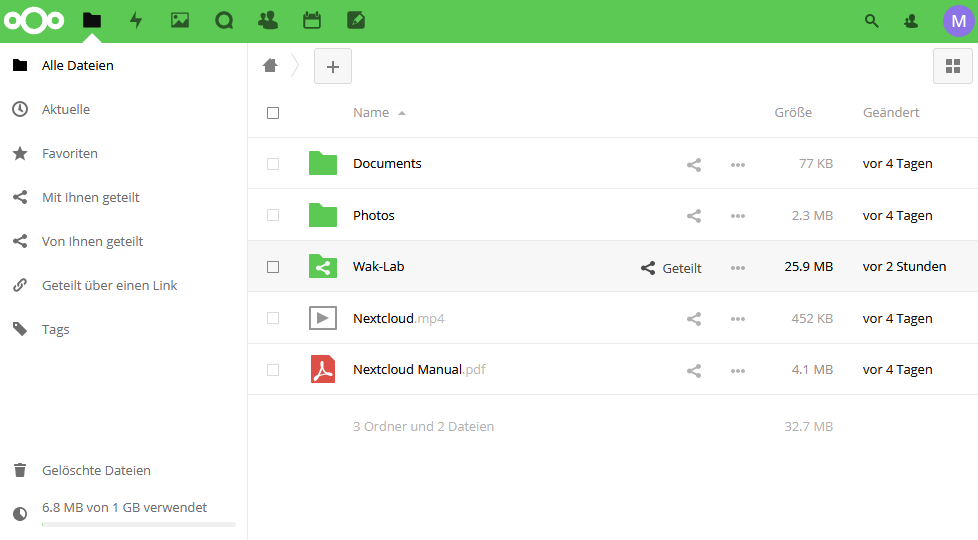 M
Alle Dateien
Aktuelle
Favoriten
Mit Ihnen geteilt
Von Ihnen geteilt
Geteilt über einen Link
Tags
Gelöschte Dateien
6.8 MB von 1 GB verwendet
Name Größe Geändert
Documents 77 KB vor 4 Tagen
Photos 2.3 MB vor 4 Tagen
Wak-Lab Geteilt 25.9 MB vor 2 Stunden
Nextcloud.mp4 452 KB vor 4 Tagen
Nextcloud Manual.pdf 4.1 MB vor 4 Tagen
3 Ordner und 2 Dateien 32.7 MB